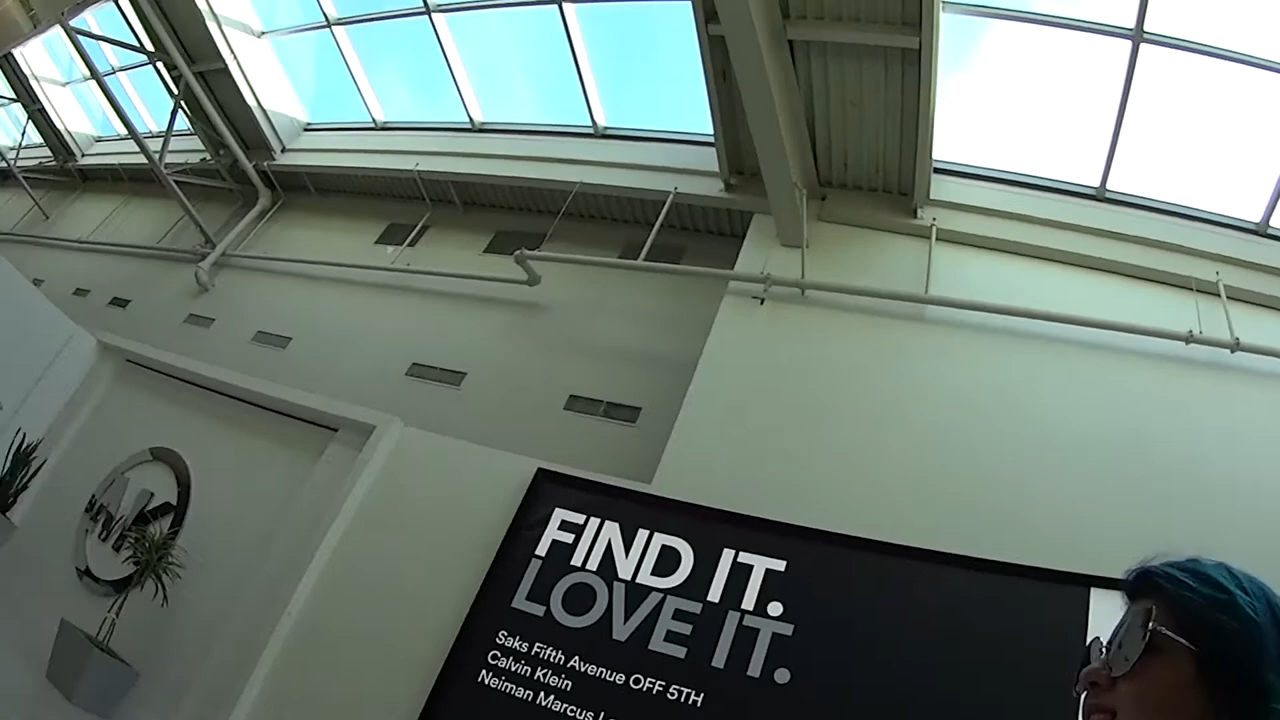 FIND IT.
LOVE IT.
Saks Fifth Avenue OFF 5TH
Calvin Klein
Neiman Marcus